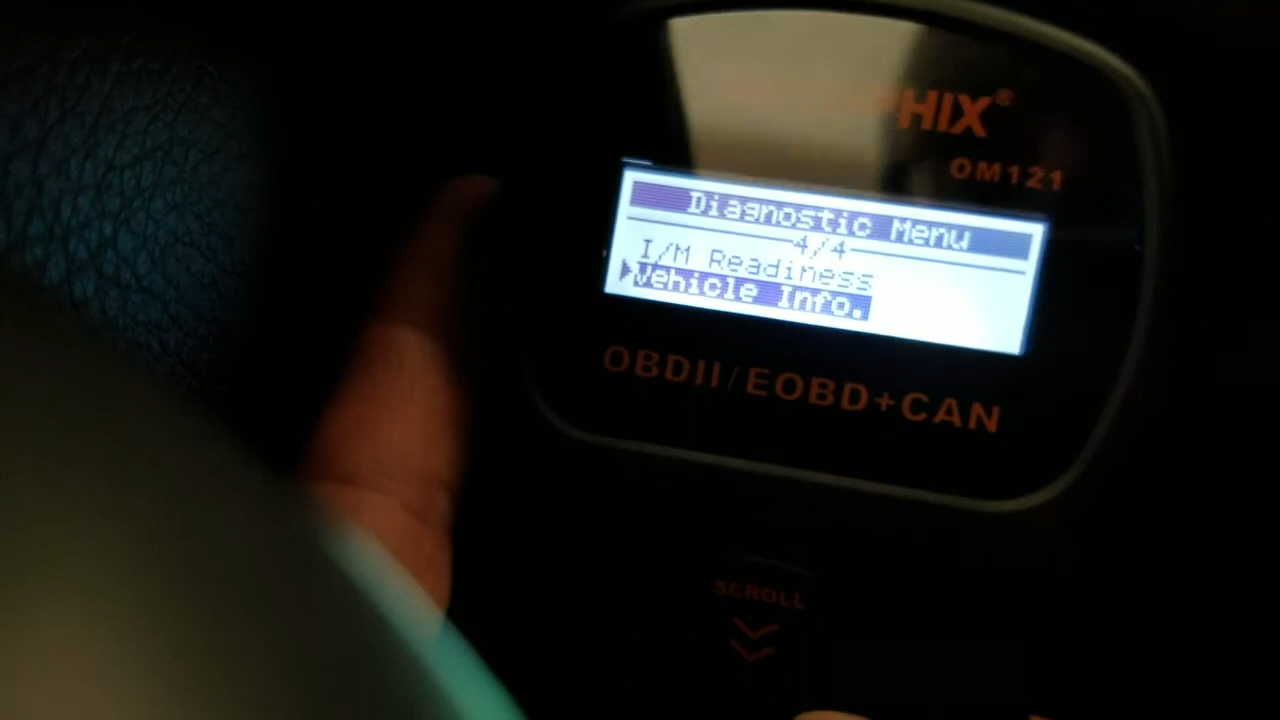 HIX®
OM121
Diagnostic Menu
4/4
I/M Readiness
Vehicle Info.
OBDII/EOBD+CAN
SCROLL